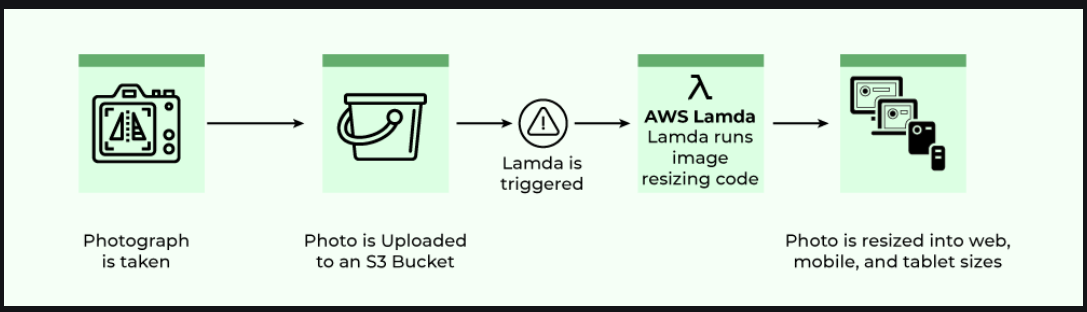 Photograph
is taken
Photo is Uploaded
to an S3 Bucket
Lamda is
triggered
λ
AWS Lamda
Lamda runs
image
resizing code
Photo is resized into web,
mobile, and tablet sizes